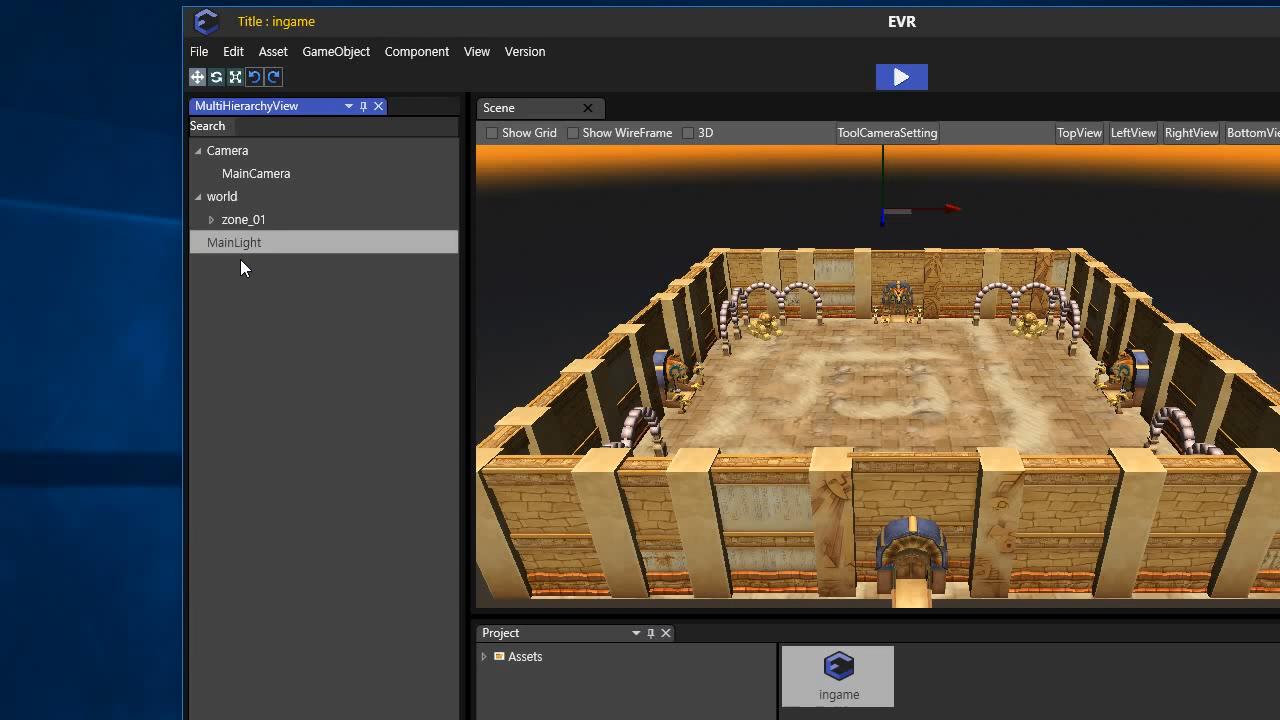 Title : ingame
EVR
File Edit Asset GameObject Component View Version
MultiHierarchyView
Scene
Search
Show Grid Show WireFrame 3D ToolCameraSetting TopView LeftView RightView BottomVie
Camera
MainCamera
world
zone_01
MainLight
Project
Assets
ingame